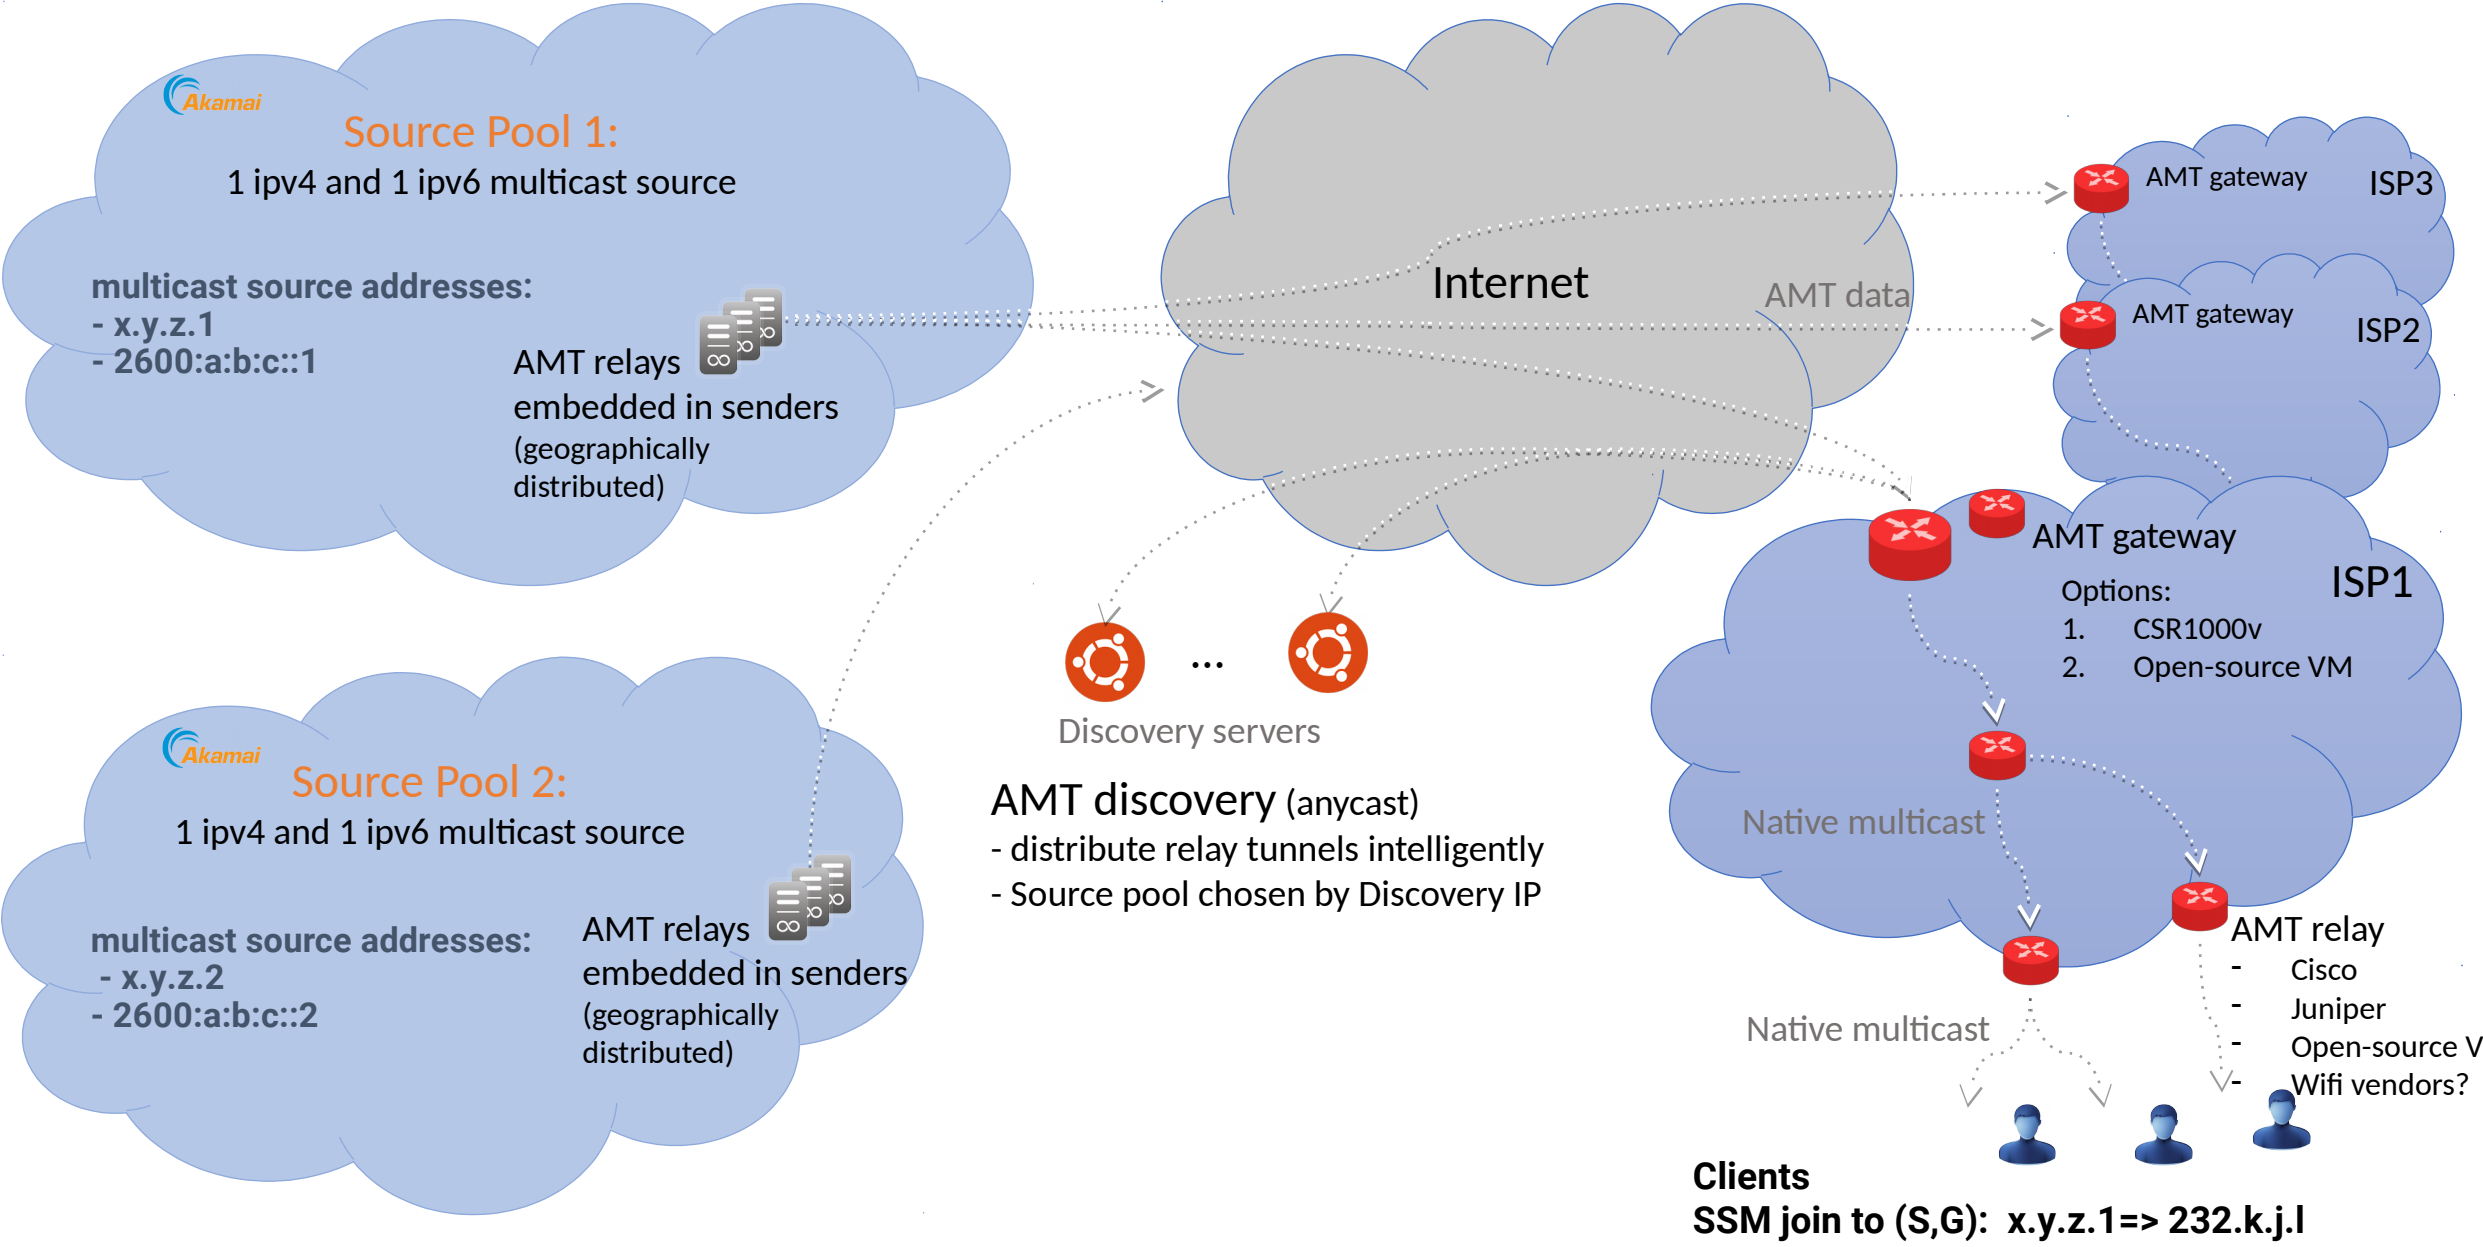 Akamai
Source Pool 1:
1 ipv4 and 1 ipv6 multicast source
multicast source addresses:
- x.y.z.1
- 2600:a:b:c::1
AMT relays
embedded in senders
(geographically
distributed)
Akamai
Source Pool 2:
1 ipv4 and 1 ipv6 multicast source
multicast source addresses:
- x.y.z.2
- 2600:a:b:c::2
AMT relays
embedded in senders
(geographically
distributed)
Internet
AMT data
...
Discovery servers
AMT discovery (anycast)
- distribute relay tunnels intelligently
- Source pool chosen by Discovery IP
AMT gateway
ISP3
AMT gateway
ISP2
AMT gateway
ISP1
Options:
1. CSR1000v
2. Open-source VM
Native multicast
AMT relay
- Cisco
- Juniper
- Open-source V
- Wifi vendors?
Native multicast
Clients
SSM join to (S,G): x.y.z.1=> 232.k.j.l